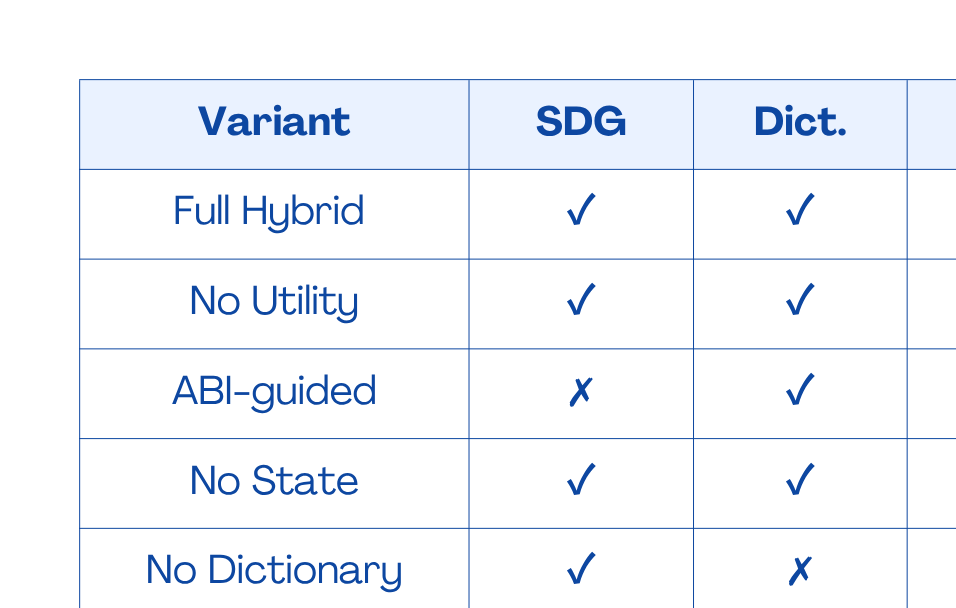 Variant SDG Dict.
Full Hybrid ✓ ✓
No Utility ✓ ✓
ABI-guided ✗ ✓
No State ✓ ✓
No Dictionary ✓ ✗